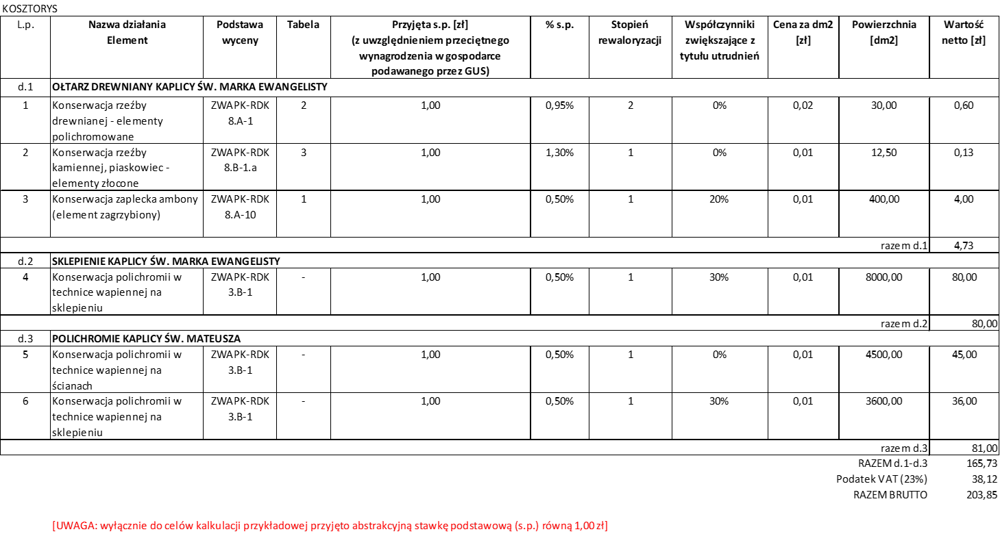 KOSZTORYS
L.p. Nazwa działania Podstawa Tabela Przyjęta s.p. [zł] % s.p. Stopień Współczynniki Cena za dm2 Powierzchnia Wartość
Element wyceny (z uwzględnieniem przeciętnego rewaloryzacji zwiększające z [zł] [dm2] netto [zł]
wynagrodzenia w gospodarce tytułu utrudnień
podawanego przez GUS)
d.1 OŁTARZ DREWNIANY KAPLICY ŚW. MARKA EWANGELISTY
1 Konserwacja rzeźby ZWAPK-RDK 2 1,00 0,95% 2 0% 0,02 30,00 0,60
drewnianej - elementy 8.A-1
polichromowane
2 Konserwacja rzeźby ZWAPK-RDK 3 1,00 1,30% 1 0% 0,01 12,50 0,13
kamiennej, piaskowiec - 8.B-1.a
elementy złocone
3 Konserwacja zaplecka ambony ZWAPK-RDK 1 1,00 0,50% 1 20% 0,01 400,00 4,00
(element zagrzybiony) 8.A-10
razem d.1 4,73
d.2 SKLEPIENIE KAPLICY ŚW. MARKA EWANGELISTY
4 Konserwacja polichromii w ZWAPK-RDK - 1,00 0,50% 1 30% 0,01 8000,00 80,00
technice wapiennej na 3.B-1
sklepieniu
razem d.2 80,00
d.3 POLICHROMIE KAPLICY ŚW. MATEUSZA
5 Konserwacja polichromii w ZWAPK-RDK - 1,00 0,50% 1 0% 0,01 4500,00 45,00
technice wapiennej na 3.B-1
ścianach
6 Konserwacja polichromii w ZWAPK-RDK - 1,00 0,50% 1 30% 0,01 3600,00 36,00
technice wapiennej na 3.B-1
sklepieniu
razem d.3 81,00
RAZEM d.1-d.3 165,73
Podatek VAT (23%) 38,12
RAZEM BRUTTO 203,85
[UWAGA: wyłącznie do celów kalkulacji przykładowej przyjęto abstrakcyjną stawkę podstawową (s.p.) równą 1,00 zł]